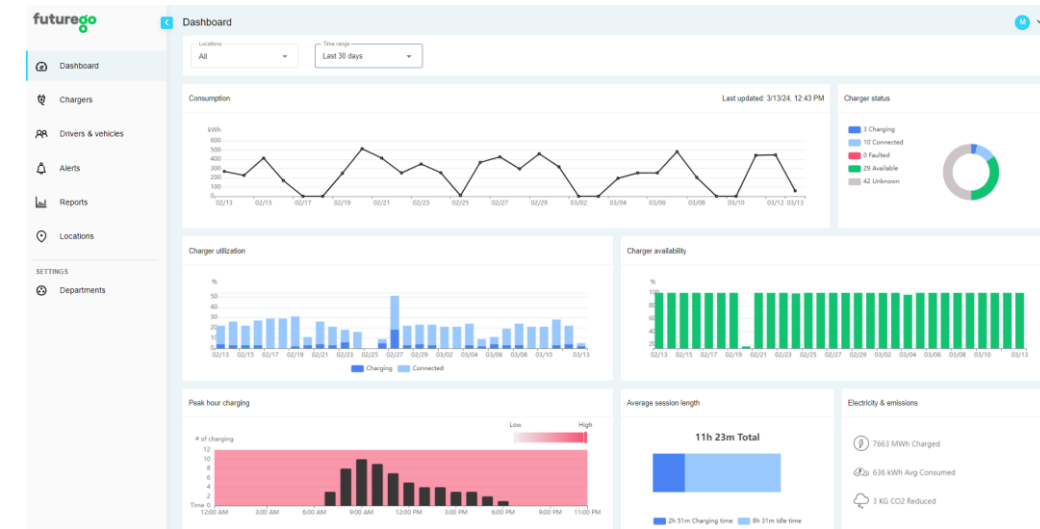 futurego
Dashboard
M
Dashboard
Chargers
Drivers & vehicles
Alerts
Reports
Locations
SETTINGS
Departments
Locations
All
Time range
Last 30 days
Consumption
Last updated: 3/13/24, 12:43 PM
kWh
600
500
400
300
200
100
0
02/13 02/15 02/17 02/19 02/21 02/23 02/25 02/27 02/29 03/02 03/04 03/06 03/08 03/10 03/12 03/13
Charger status
3 Charging
10 Connected
0 Faulted
29 Available
42 Unknown
Charger utilization
%
50
40
30
20
10
0
02/13 02/15 02/17 02/19 02/21 02/23 02/25 02/27 02/29 03/02 03/04 03/06 03/08 03/10 03/13
Charging Connected
Charger availability
%
100
80
60
40
20
02/13 02/15 02/17 02/19 02/21 02/23 02/25 02/27 02/29 03/02 03/04 03/06 03/08 03/10 03/13
Peak hour charging
Low High
# of charging
12
10
8
6
4
2
Time 0
12:00 AM 3:00 AM 6:00 AM 9:00 AM 12:00 PM 3:00 PM 6:00 PM 9:00 PM 11:00 PM
Average session length
11h 23m Total
2h 51m Charging time 8h 31m Idle time
Electricity & emissions
7663 MWh Charged
636 kWh Avg Consumed
3 KG CO2 Reduced